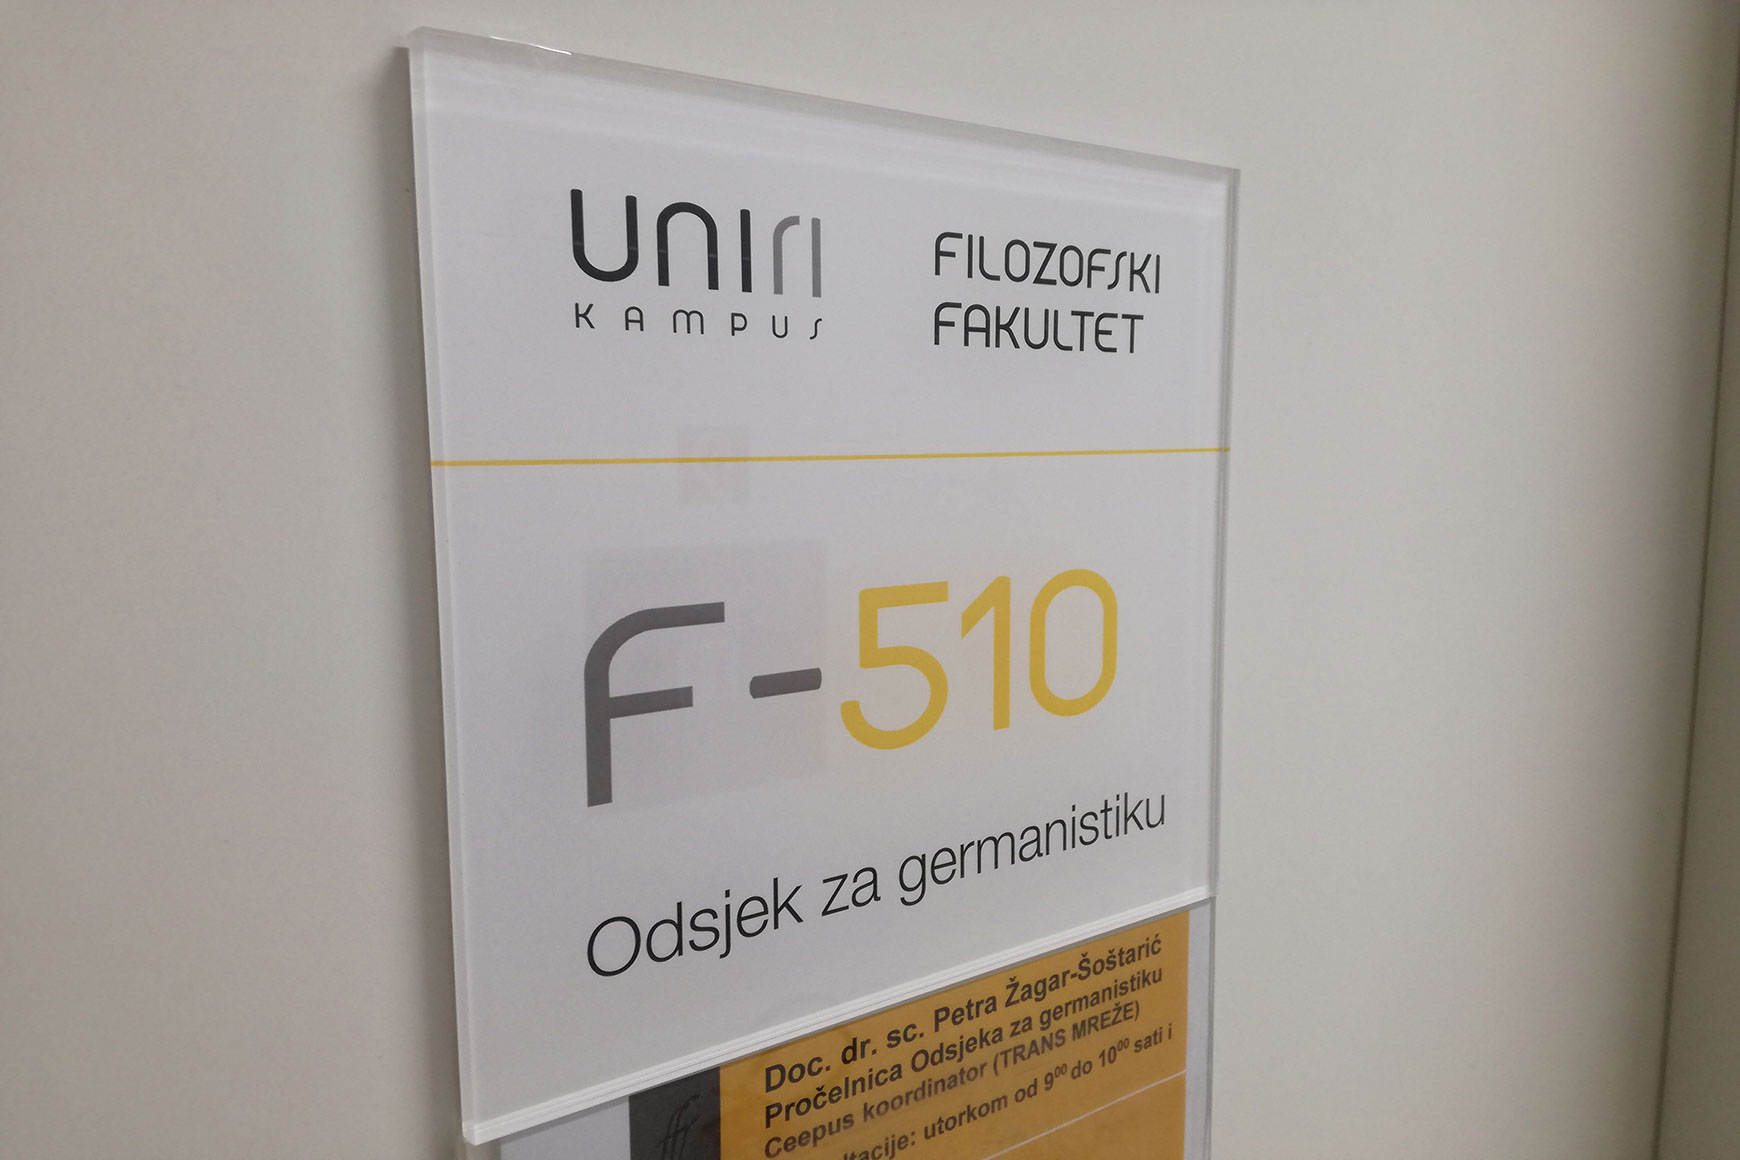 UNIRI
KAMPUS
FILOZOFSKI
FAKULTET
F-510
Odsjek za germanistiku
Doc. dr. sc. Petra Žagar-Šoštarić
Pročelnica Odsjeka za germanistiku
Ceepus koordinator (TRANS MREŽE)
utorkom od 9⁰⁰ do 10⁰⁰ sati i